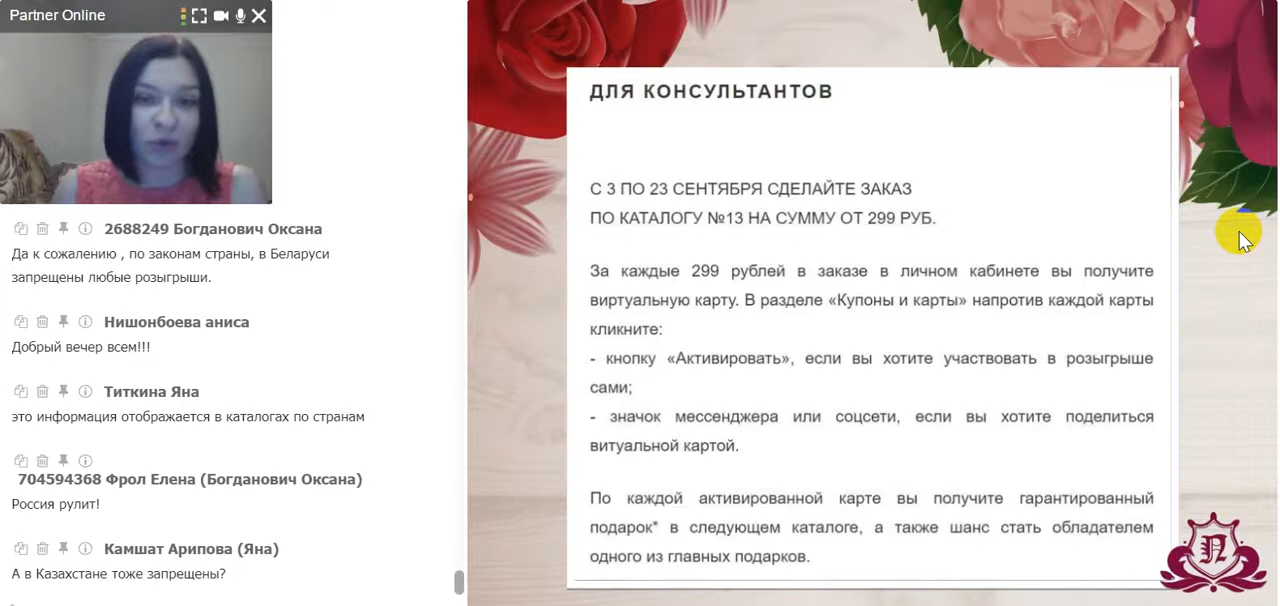 Partner Online
2688249 Богданович Оксана
Да к сожалению , по законам страны, в Беларуси
запрещены любые розыгрыши.
Нишонбоева аниса
Добрый вечер всем!!!
Титкина Яна
это информация отображается в каталогах по странам
704594368 Фрол Елена (Богданович Оксана)
Россия рулит!
Камшат Арипова (Яна)
А в Казахстане тоже запрещены?
ДЛЯ КОНСУЛЬТАНТОВ
С 3 ПО 23 СЕНТЯБРЯ СДЕЛАЙТЕ ЗАКАЗ
ПО КАТАЛОГУ №13 НА СУММУ ОТ 299 РУБ.
За каждые 299 рублей в заказе в личном кабинете вы получите
виртуальную карту. В разделе «Купоны и карты» напротив каждой карты
кликните:
- кнопку «Активировать», если вы хотите участвовать в розыгрыше
сами;
- значок мессенджера или соцсети, если вы хотите поделиться
витуальной картой.
По каждой активированной карте вы получите гарантированный
подарок* в следующем каталоге, а также шанс стать обладателем
одного из главных подарков.